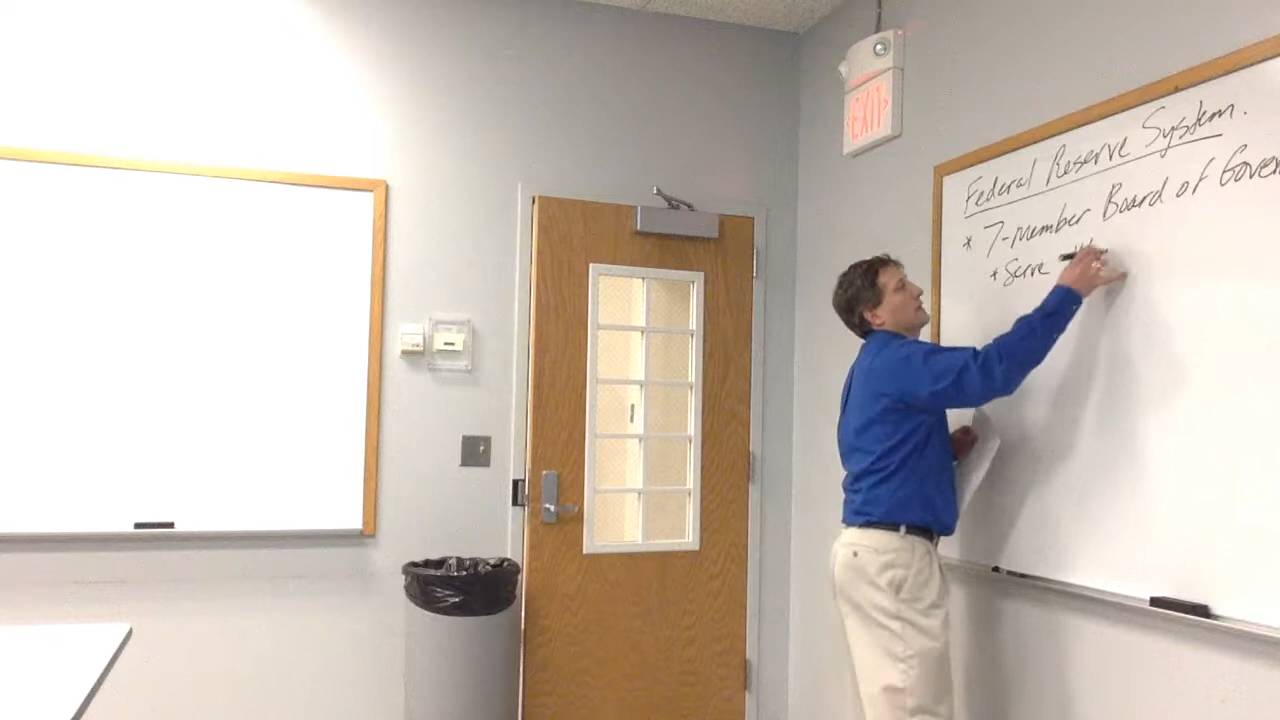 EXIT
Federal Reserve System.
* 7-member Board of Gover
* Serve